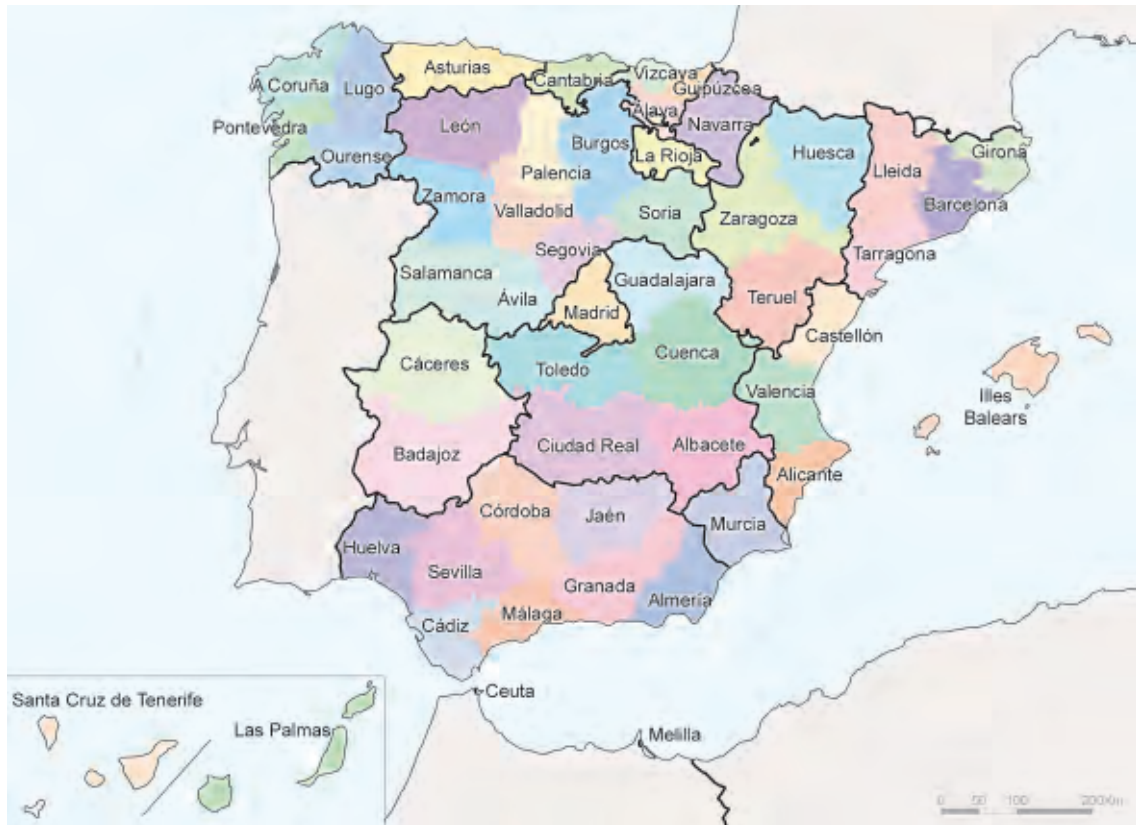 Asturias
Cantabria
Vizcaya
Guipúzcoa
A Coruña
Lugo
Álava
Navarra
Pontevedra
León
Burgos
La Rioja
Huesca
Girona
Ourense
Palencia
Lleida
Zamora
Valladolid
Soria
Zaragoza
Barcelona
Segovia
Tarragona
Salamanca
Guadalajara
Ávila
Madrid
Teruel
Castellón
Cáceres
Toledo
Cuenca
Valencia
Illes
Balears
Badajoz
Ciudad Real
Albacete
Alicante
Córdoba
Jaén
Murcia
Huelva
Sevilla
Granada
Almería
Málaga
Cádiz
Ceuta
Santa Cruz de Tenerife
Las Palmas
Melilla
0 50 100 200Km